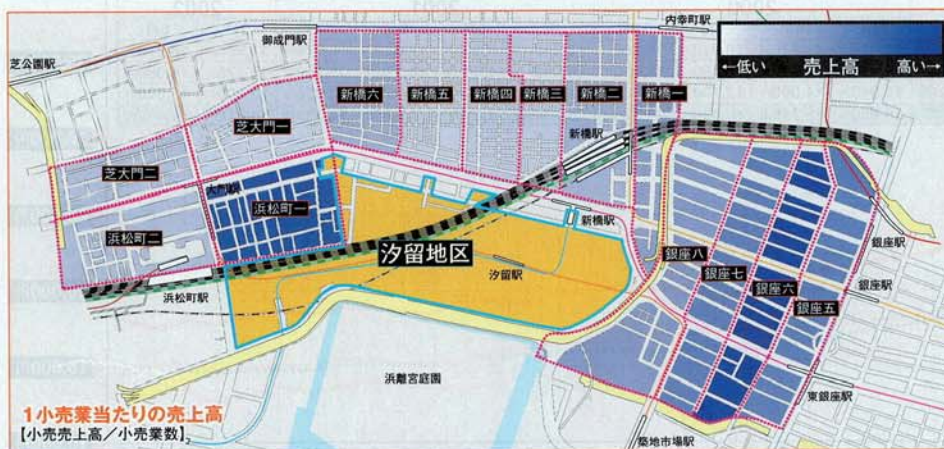 内幸町駅
御成門駅
芝公園駅
←低い 売上高 高い→
新橋六
新橋五
新橋四
新橋三
新橋二
新橋一
芝大門一
新橋駅
芝大門二
浜松町一
浜松町二
新橋駅
汐留地区
汐留駅
銀座八
銀座七
銀座六
銀座五
銀座駅
銀座駅
浜松町駅
浜離宮庭園
東銀座駅
築地市場駅
1小売業当たりの売上高
【小売売上高/小売業数】